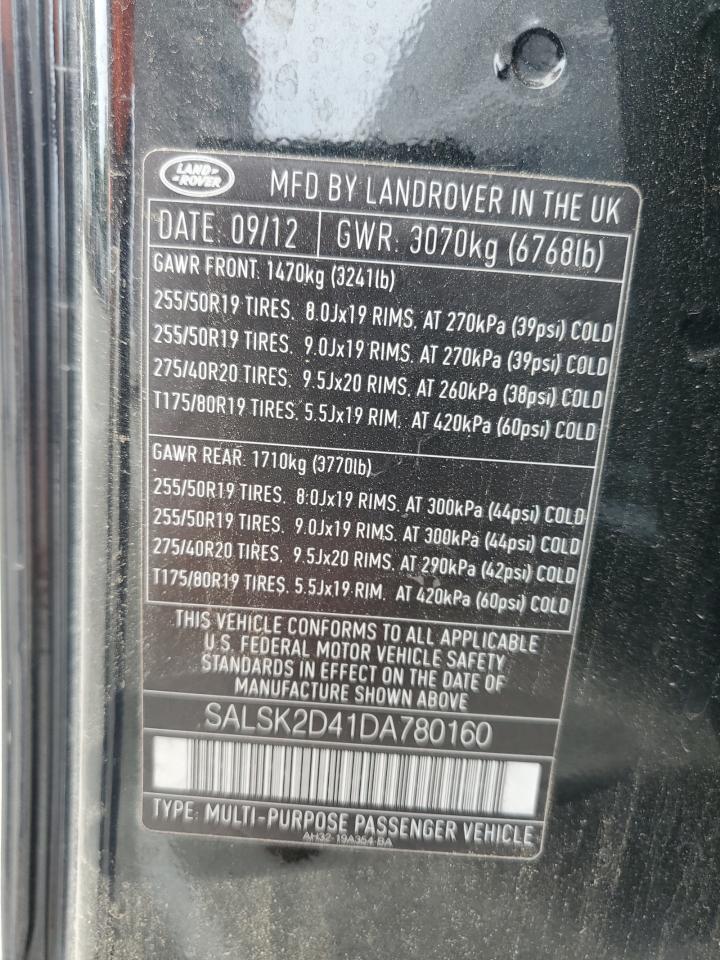 LAND-
-ROVER
MFD BY LANDROVER IN THE UK
DATE: 09/12 GWR: 3070kg (6768lb)
GAWR FRONT: 1470kg (3241lb)
255/50R19 TIRES. 8.0Jx19 RIMS. AT 270kPa (39psi) COLD
255/50R19 TIRES. 9.0Jx19 RIMS. AT 270kPa (39psi) COLD
275/40R20 TIRES. 9.5Jx20 RIMS. AT 260kPa (38psi) COLD
T175/80R19 TIRES. 5.5Jx19 RIM. AT 420kPa (60psi) COLD
GAWR REAR: 1710kg (3770lb)
255/50R19 TIRES. 8.0Jx19 RIMS. AT 300kPa (44psi) COLD
255/50R19 TIRES. 9.0Jx19 RIMS. AT 300kPa (44psi) COLD
275/40R20 TIRES. 9.5Jx20 RIMS. AT 290kPa (42psi) COLD
T175/80R19 TIRES. 5.5Jx19 RIM. AT 420kPa (60psi) COLD
THIS VEHICLE CONFORMS TO ALL APPLICABLE
U.S. FEDERAL MOTOR VEHICLE SAFETY
STANDARDS IN EFFECT ON THE DATE OF
MANUFACTURE SHOWN ABOVE
SALSK2D41DA780160
TYPE: MULTI-PURPOSE PASSENGER VEHICLE
AH32-19A354-BA